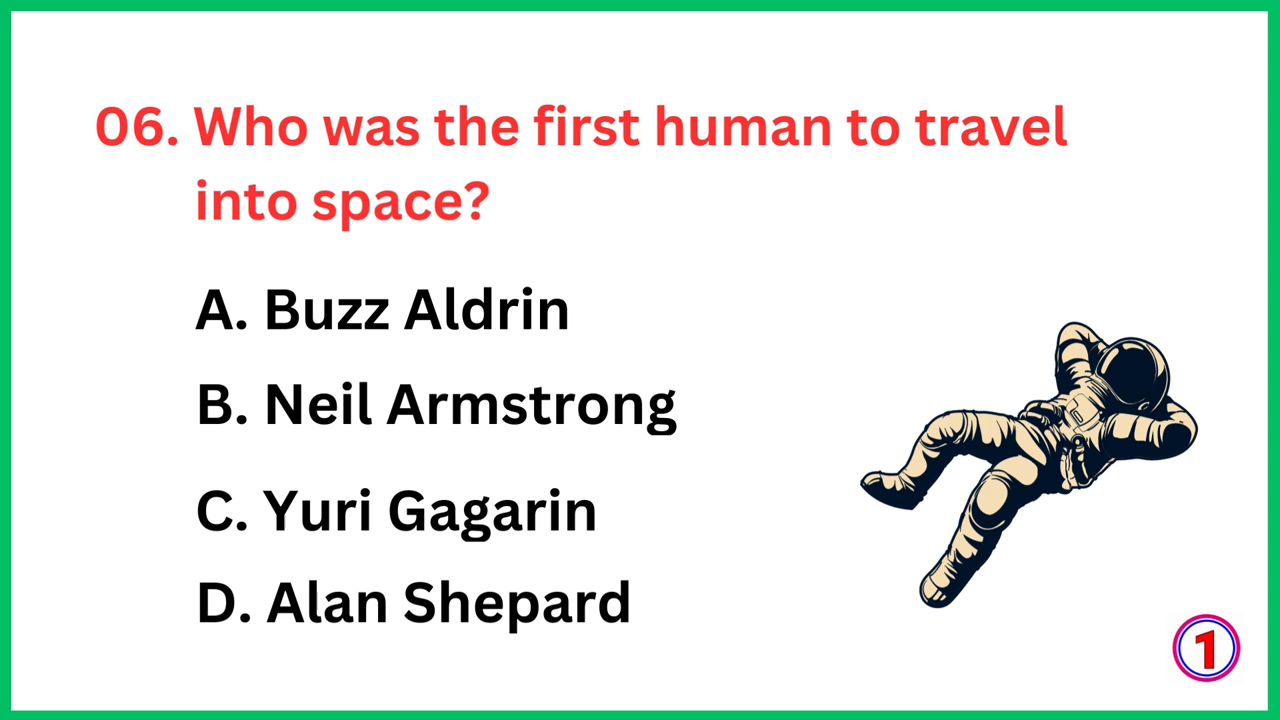 06. Who was the first human to travel
into space?
A. Buzz Aldrin
B. Neil Armstrong
C. Yuri Gagarin
D. Alan Shepard
1